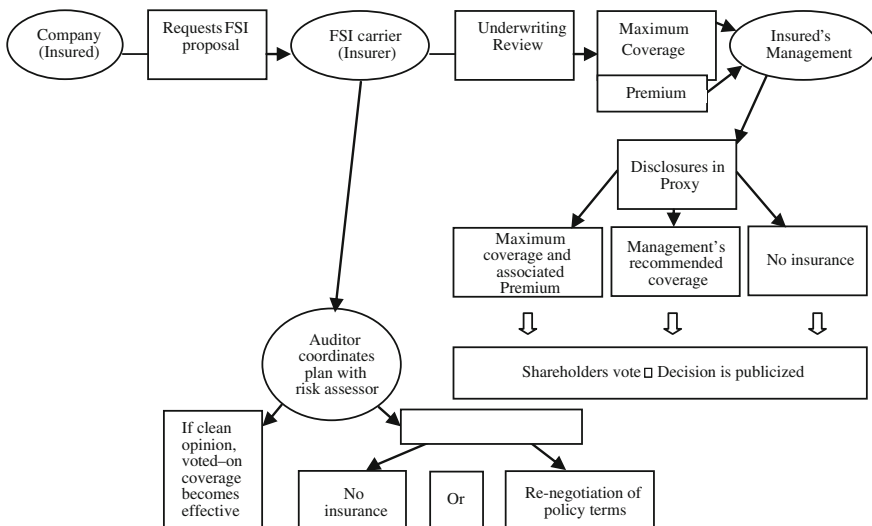 Company
(Insured)
Requests FSI
proposal
FSI carrier
(Insurer)
Underwriting
Review
Maximum
Coverage
Premium
Insured’s
Management
Disclosures in
Proxy
Maximum
coverage and
associated
Premium
Management’s
recommended
coverage
No insurance
Shareholders vote □ Decision is publicized
Auditor
coordinates
plan with
risk assessor
If clean
opinion,
voted–on
coverage
becomes
effective
No
insurance
Or
Re-negotiation of
policy terms